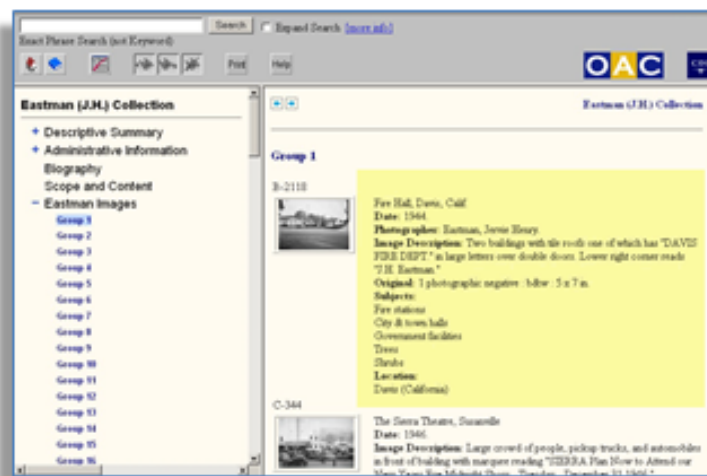 Search
Expand Search [more info]
Exact Phrase Search (not Keyword)
Print
Help
OAC
Eastman (J.H.) Collection
+ Descriptive Summary
+ Administrative Information
Biography
Scope and Content
− Eastman Images
Group 1
Group 2
Group 3
Group 4
Group 5
Group 6
Group 7
Group 8
Group 9
Group 10
Group 11
Group 12
Group 13
Group 14
Group 15
Group 16
Eastman (J.H.) Collection
Group 1
B-2118
Fire Hall, Davis, Calif.
Date: 1944.
Photographer: Eastman, Jervie Henry.
Image Description: Two buildings with tile roofs one of which has "DAVIS
FIRE DEPT." in large letters over double doors. Lower right corner reads
"J.H. Eastman."
Original: 1 photographic negative : b&w : 5 x 7 in.
Subjects:
Fire stations
City & town halls
Government facilities
Trees
Shrubs
Location:
Davis (California)
C-344
The Sierra Theatre, Susanville
Date: 1946.
Image Description: Large crowd of people, pickup trucks, and automobiles
in front of building with marquee reading "SIERRA Plan Now to Attend our